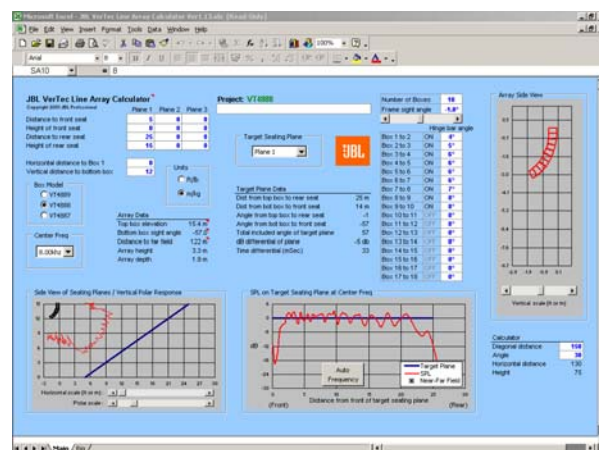 Microsoft Excel - JBL VerTec Line Array Calculator Ver1.13.xls [Read-Only]
File Edit View Insert Format Tools Data Window Help
100%
Arial 8
SA10 = 8
JBL VerTec Line Array Calculator
Copyright 2001 JBL Professional
Plane 1 Plane 2 Plane 3
Distance to front seat 5 0 0
Height of front seat 0 0 0
Distance to rear seat 25 0 0
Height of rear seat 15 0 0
Horizontal distance to Box 1 0
Vertical distance to bottom box 12
Box Model
VT4889
VT4888
VT4887
Units
ft/lb
m/kg
Center Freq
8.00khz
Array Data
Top box elevation 15.4 m
Bottom box sight angle -57.0°
Distance to far field 122 m
Array height 3.3 m
Array depth 1.8 m
Project: VT4888
Target Seating Plane
Plane 1
JBL
Target Plane Data
Dist from top box to rear seat 25 m
Dist from bot box to front seat 14 m
Angle from top box to rear seat -1
Angle from bot box to front seat -57
Total included angle of target plane 57
dB differential of plane -5 db
Time differential (mSec) 33
Number of Boxes 10
Frame sight angle -1.0°
Hinge bar angle
Box 1 to 2 ON 4°
Box 2 to 3 ON 5°
Box 3 to 4 ON
Box 4 to 5 ON
Box 5 to 6 ON
Box 6 to 7 ON
Box 7 to 8 ON 7°
Box 8 to 9 ON
Box 9 to 10 ON
Box 10 to 11 OFF
Box 11 to 12 OFF
Box 12 to 13 OFF
Box 13 to 14 OFF
Box 14 to 15 OFF
Box 15 to 16 OFF
Box 16 to 17 OFF
Box 17 to 18 OFF
Array Side View
Vertical scale (ft or m)
Side View of Seating Planes / Vertical Polar Response
Horizontal scale (ft or m)
Polar scale
SPL on Target Seating Plane at Center Freq
dB
Auto Frequency
Target Plane
SPL
Near-Far Field
(Front) Distance from front of target seating plane (Rear)
Calculator
Diagonal distance 150
Angle 30
Horizontal distance 130
Height 75
Main